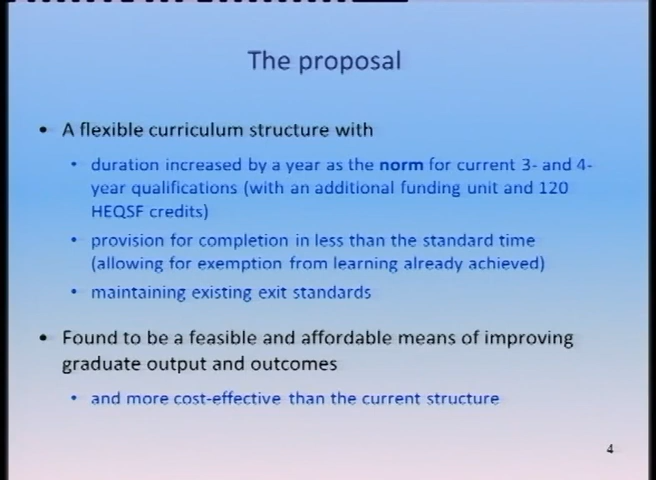 The proposal
• A flexible curriculum structure with
• duration increased by a year as the norm for current 3- and 4-
year qualifications (with an additional funding unit and 120
HEQSF credits)
• provision for completion in less than the standard time
(allowing for exemption from learning already achieved)
• maintaining existing exit standards
• Found to be a feasible and affordable means of improving
graduate output and outcomes
• and more cost-effective than the current structure
4